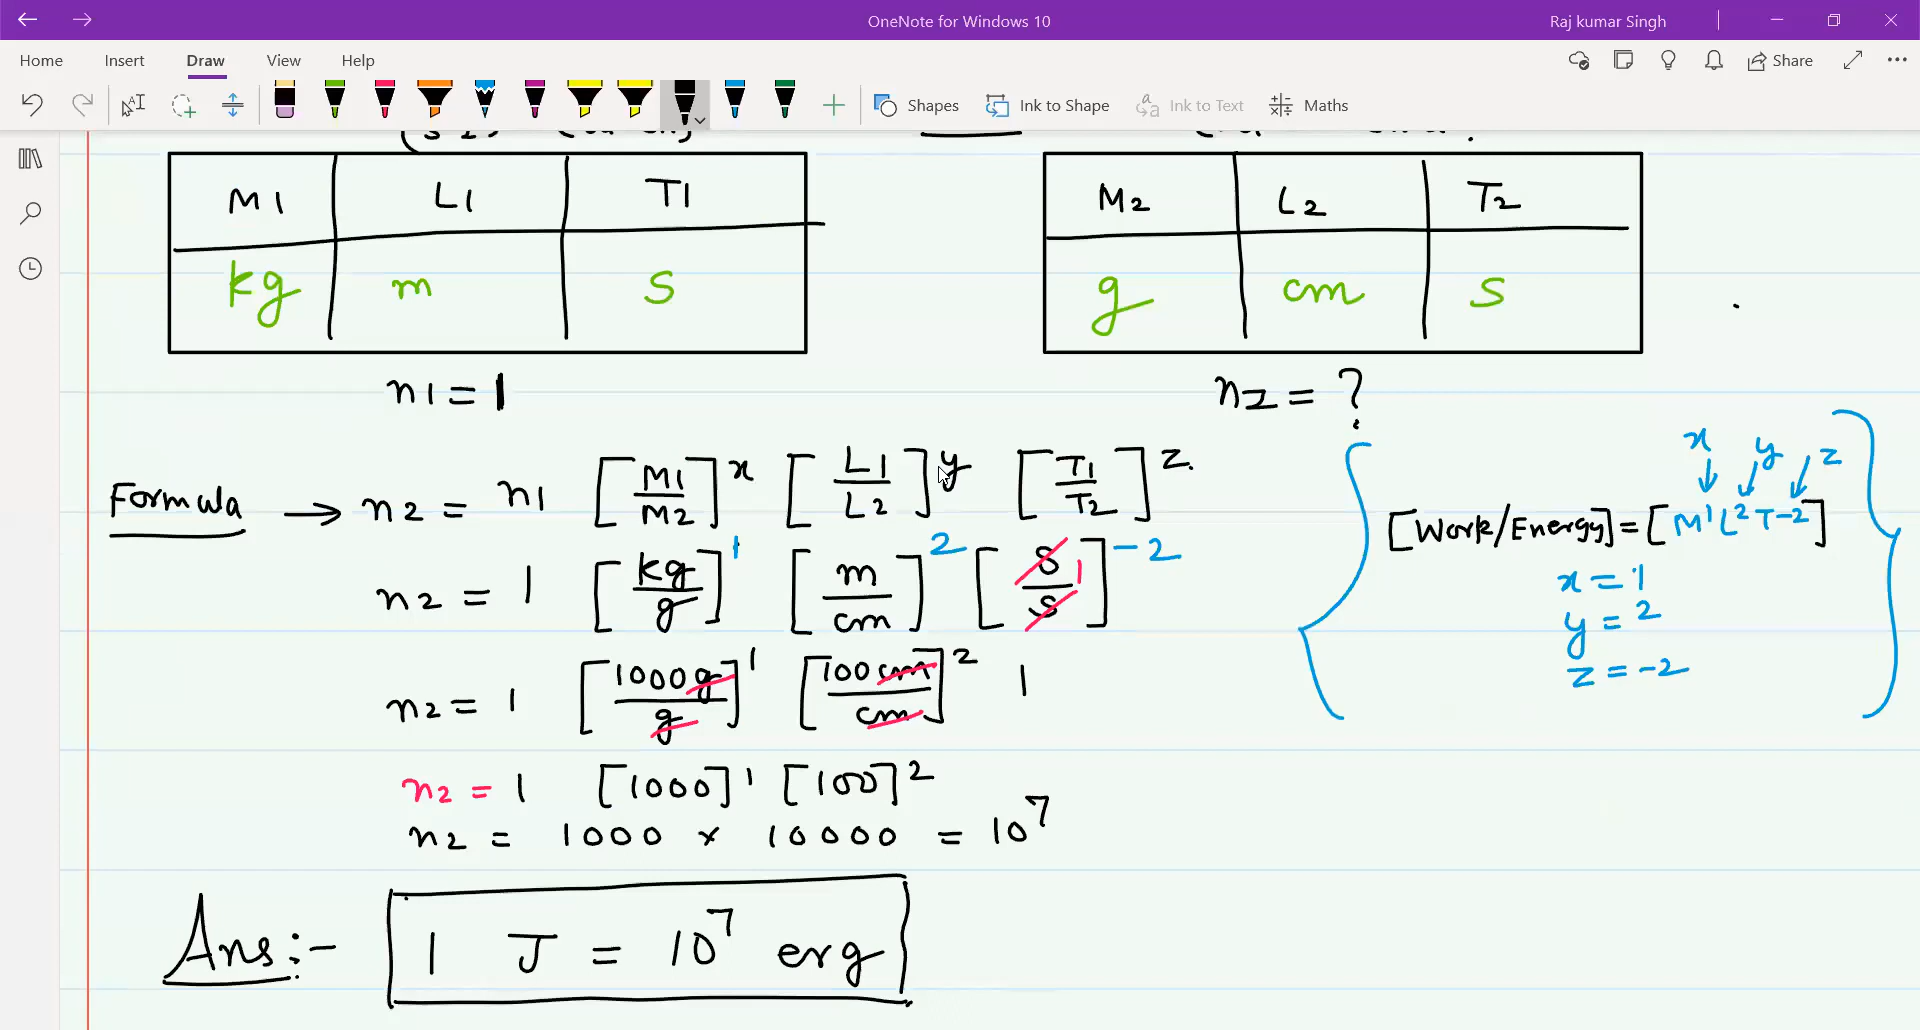 OneNote for Windows 10
Raj kumar Singh
Home Insert Draw View Help
Share
Shapes Ink to Shape Ink to Text Maths
M1 L1 T1
kg m s
n1 = 1
M2 L2 T2
g cm s
n2 = ?
Formula → n2 = n1 [M1/M2]^x [L1/L2]^y [T1/T2]^z
n2 = 1 [kg/g]^1 [m/cm]^2 [s/s]^-2 1
n2 = 1 [1000g/g]^1 [100cm/cm]^2 1
n2 = 1 [1000]^1 [100]^2
n2 = 1000 × 10000 = 10^7
Ans:- 1 J = 10^7 erg
x y z
[Work/Energy] = [M^1 L^2 T^-2]
x = 1
y = 2
z = -2